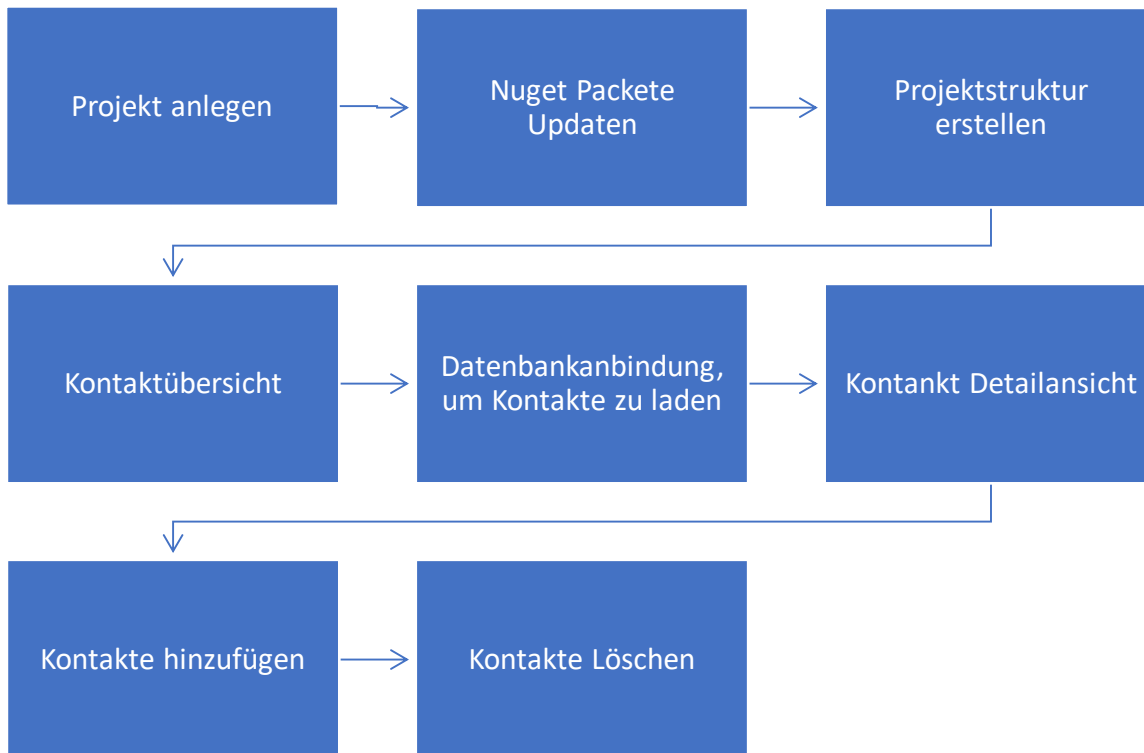 Projekt anlegen
Nuget Packete
Updaten
Projektstruktur
erstellen
Kontaktübersicht
Datenbankanbindung,
um Kontakte zu laden
Kontankt Detailansicht
Kontakte hinzufügen
Kontakte Löschen